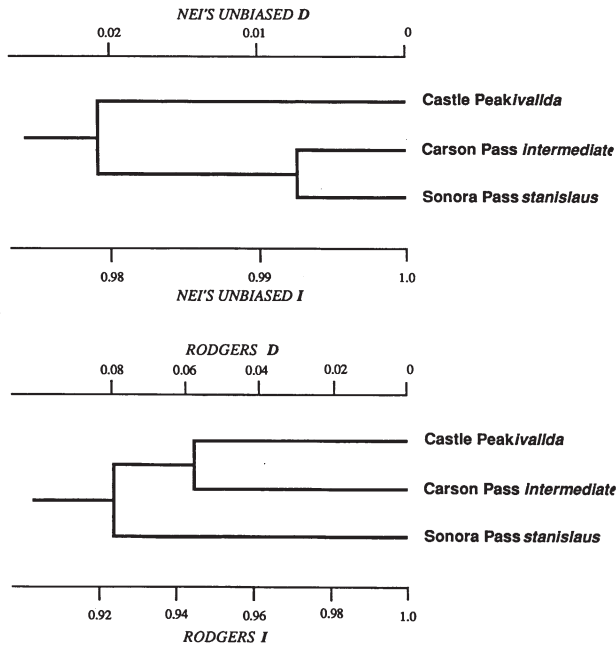 NEI'S UNBIASED D
0.02 0.01 0
Castle Peak ivallda
Carson Pass intermediate
Sonora Pass stanislaus
0.98 0.99 1.0
NEI'S UNBIASED I
RODGERS D
0.08 0.06 0.04 0.02 0
Castle Peak ivallda
Carson Pass intermediate
Sonora Pass stanislaus
0.92 0.94 0.96 0.98 1.0
RODGERS I